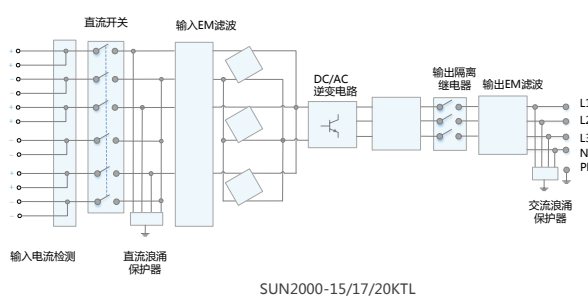 直流开关
输入EM滤波
DC/AC
逆变电路
输出隔离
继电器
输出EM滤波
L1
L2
L3
N
PE
+
+
−
−
+
+
−
−
+
+
−
−
输入电流检测
直流浪涌
保护器
交流浪涌
保护器
SUN2000-15/17/20KTL